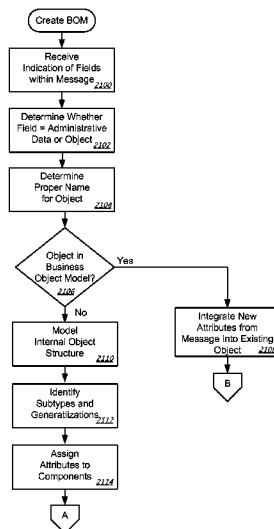 Create BOM
Receive
Indication of Fields
within Message
2100
Determine Whether
Field = Administrative
Data or Object
2102
Determine
Proper Name
for Object
2104
Object in
Business
Object Model?
2106
Yes
No
Integrate New
Attributes from
Message Into Existing
Object
2108
B
Model
Internal Object
Structure
2110
Identify
Subtypes and
Generatlizations
2112
Assign
Attributes to
Components
2114
A